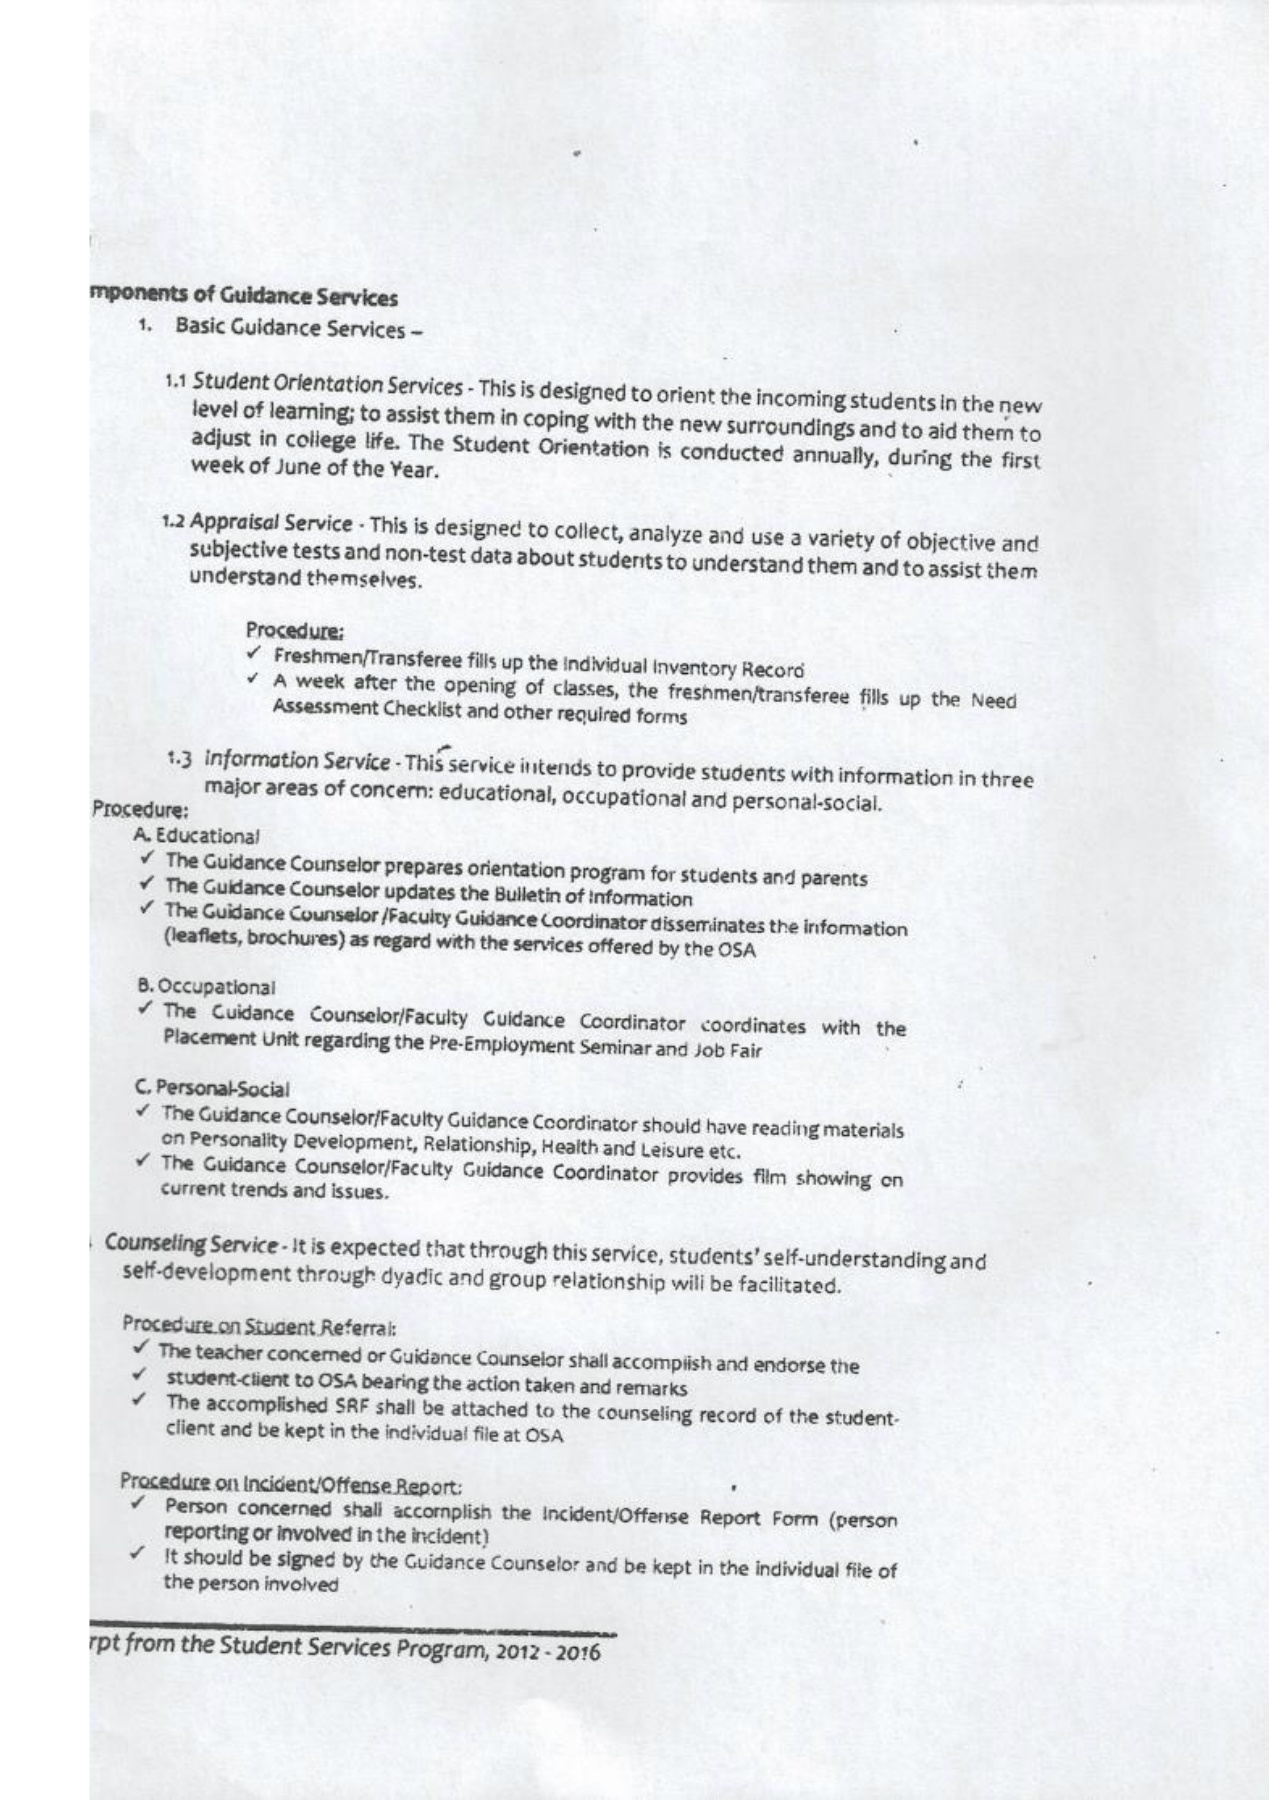 mponents of Guidance Services
1. Basic Guidance Services –
1.1 Student Orientation Services - This is designed to orient the incoming students in the new
level of learning; to assist them in coping with the new surroundings and to aid them to
adjust in college life. The Student Orientation is conducted annually, during the first
week of June of the Year.
1.2 Appraisal Service - This is designed to collect, analyze and use a variety of objective and
subjective tests and non-test data about students to understand them and to assist them
understand themselves.
Procedure:
✓ Freshmen/Transferee fills up the Individual Inventory Record
✓ A week after the opening of classes, the freshmen/transferee fills up the Need
Assessment Checklist and other required forms
1.3 Information Service - This service intends to provide students with information in three
major areas of concern: educational, occupational and personal-social.
Procedure:
A. Educational
✓ The Guidance Counselor prepares orientation program for students and parents
✓ The Guidance Counselor updates the Bulletin of Information
✓ The Guidance Counselor /Faculty Guidance Coordinator disseminates the information
(leaflets, brochures) as regard with the services offered by the OSA
B. Occupational
✓ The Guidance Counselor/Faculty Guidance Coordinator coordinates with the
Placement Unit regarding the Pre-Employment Seminar and Job Fair
C. Personal-Social
✓ The Guidance Counselor/Faculty Guidance Coordinator should have reading materials
on Personality Development, Relationship, Health and Leisure etc.
✓ The Guidance Counselor/Faculty Guidance Coordinator provides film showing on
current trends and issues.
Counseling Service - It is expected that through this service, students' self-understanding and
self-development through dyadic and group relationship will be facilitated.
Procedure on Student Referral:
✓ The teacher concerned or Guidance Counselor shall accomplish and endorse the
✓ student-client to OSA bearing the action taken and remarks
✓ The accomplished SRF shall be attached to the counseling record of the student-
client and be kept in the individual file at OSA
Procedure on Incident/Offense Report:
✓ Person concerned shall accomplish the Incident/Offense Report Form (person
reporting or involved in the incident)
✓ It should be signed by the Guidance Counselor and be kept in the individual file of
the person involved
rpt from the Student Services Program, 2012 - 2016